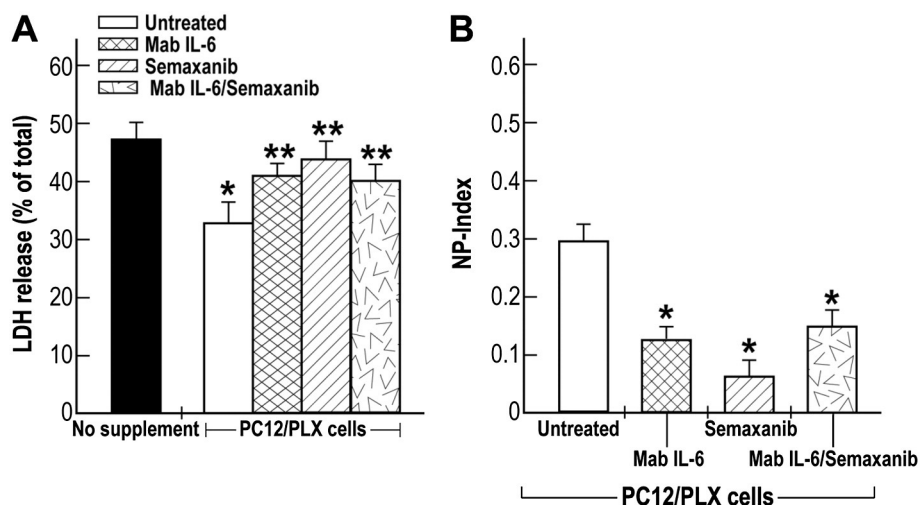 A
Untreated
Mab IL-6
Semaxanib
Mab IL-6/Semaxanib
LDH release (% of total)
60
50
40
30
20
10
0
*
**
**
**
No supplement
PC12/PLX cells
B
NP-Index
0.6
0.5
0.4
0.3
0.2
0.1
0
*
*
*
Untreated
Semaxanib
Mab IL-6
Mab IL-6/Semaxanib
PC12/PLX cells